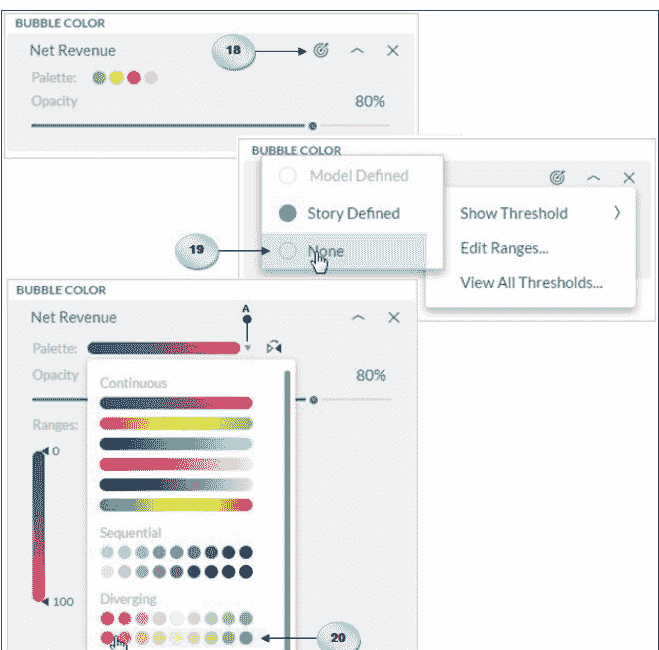 BUBBLE COLOR
Net Revenue
18
Palette:
Opacity 80%
BUBBLE COLOR
Model Defined
Story Defined
None
19
Show Threshold
Edit Ranges...
View All Thresholds...
BUBBLE COLOR
Net Revenue
A
Palette:
Opacity 80%
Continuous
Ranges:
0
100
Sequential
Diverging
20